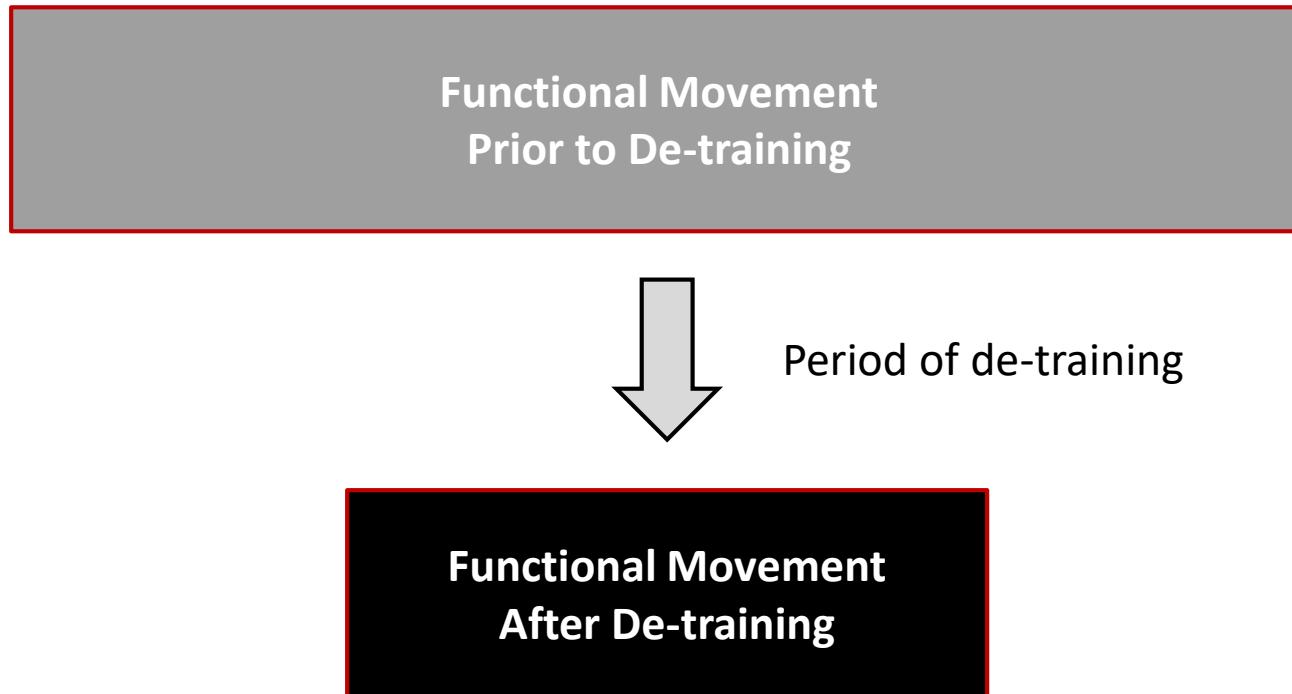 Functional Movement
Prior to De-training
Period of de-training
Functional Movement
After De-training